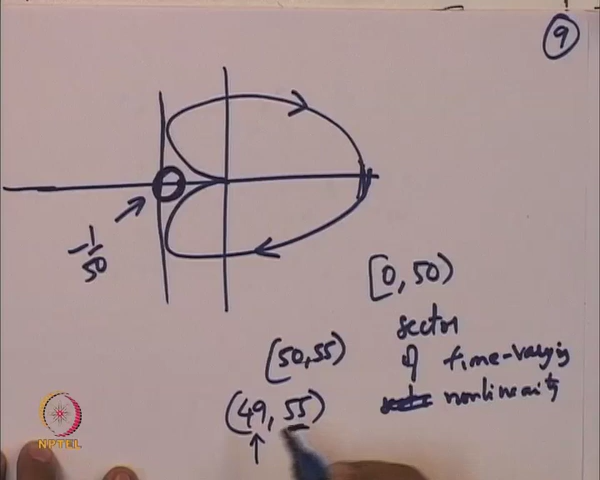 9
-1/50
[0, 50)
sector
of time-varying
nonlinearity
[50, 55)
(49, 55)
NPTEL